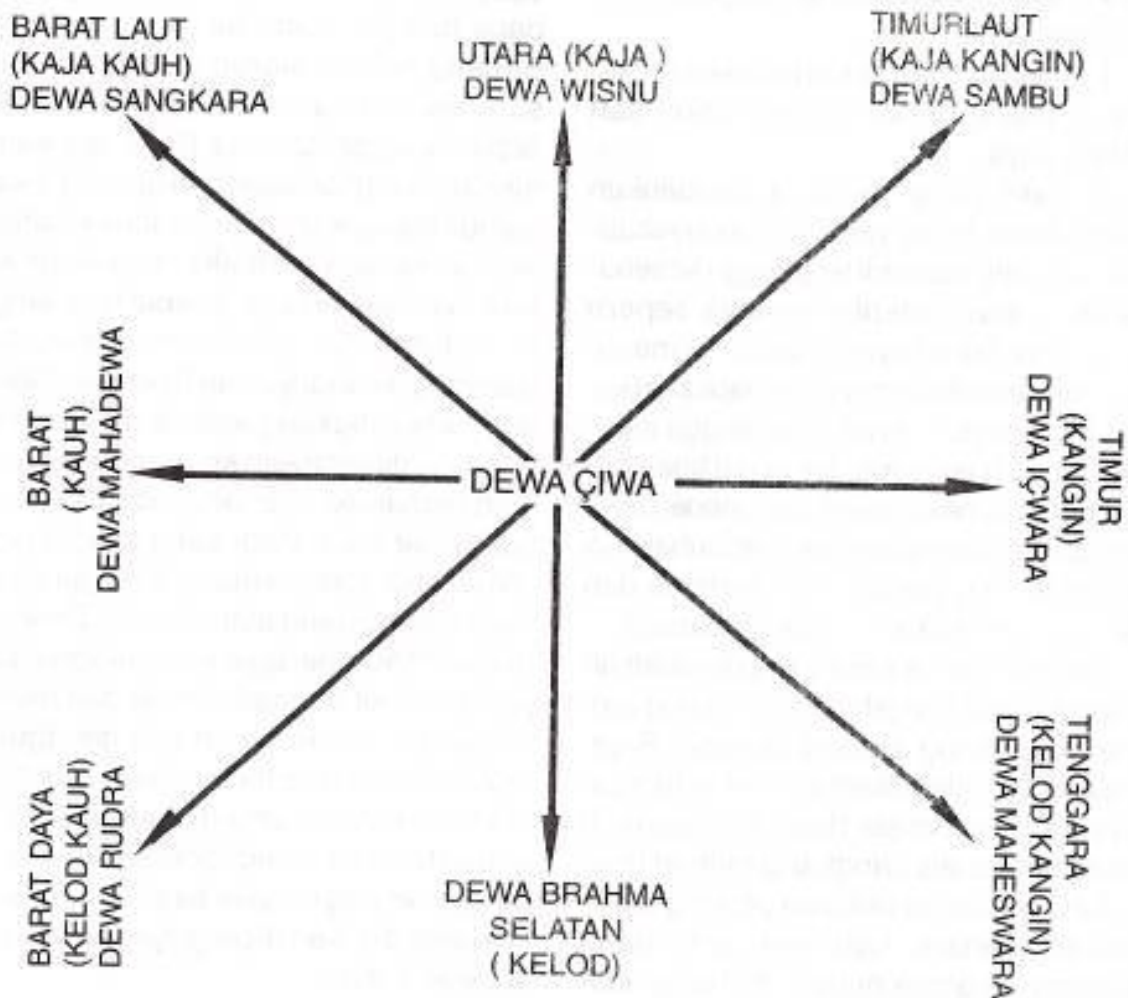 BARAT LAUT
(KAJA KAUH)
DEWA SANGKARA
UTARA (KAJA )
DEWA WISNU
TIMURLAUT
(KAJA KANGIN)
DEWA SAMBU
BARAT
( KAUH)
DEWA MAHADEWA
DEWA ÇIWA
TIMUR
(KANGIN)
DEWA IÇWARA
BARAT DAYA
(KELOD KAUH)
DEWA RUDRA
DEWA BRAHMA
SELATAN
( KELOD)
TENGGARA
(KELOD KANGIN)
DEWA MAHESWARA